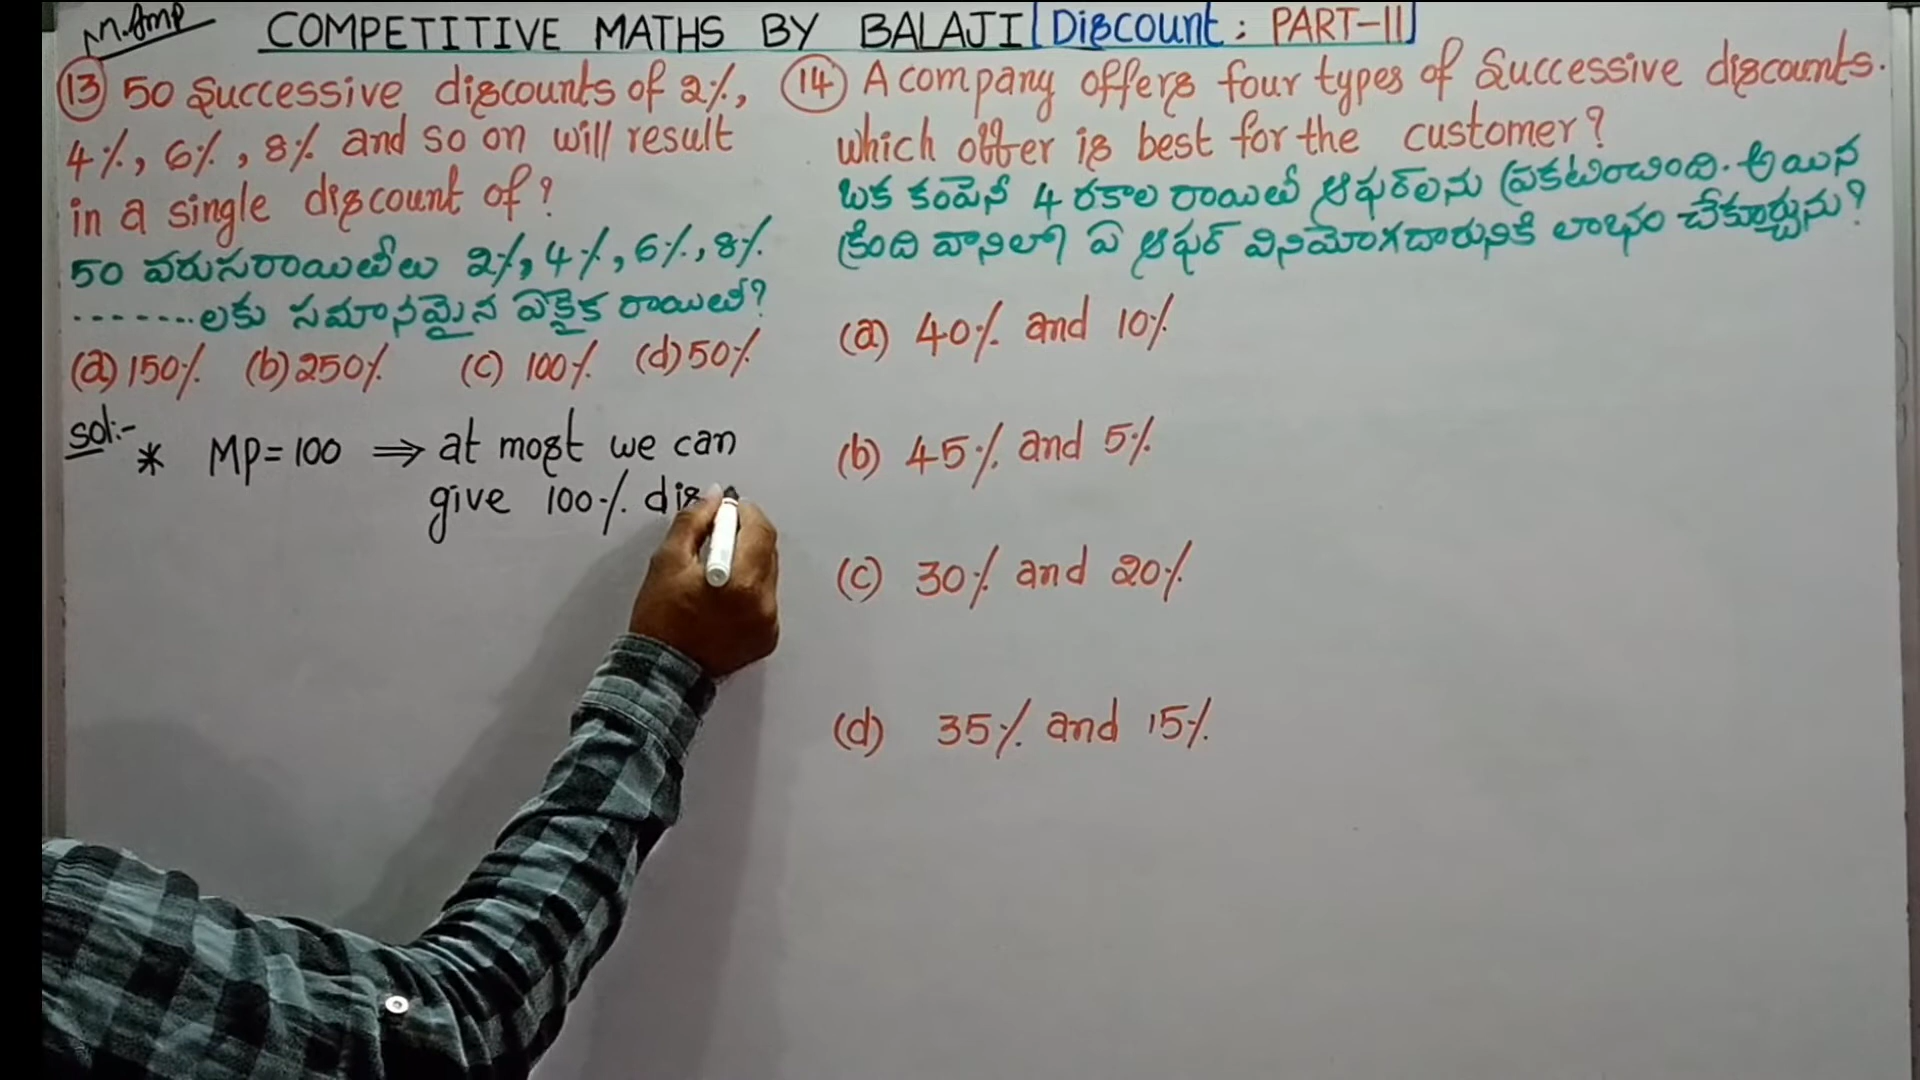 M.Imp
COMPETITIVE MATHS BY BALAJI [Discount : PART-II]
(13) 50 Successive discounts of 2%,
4%, 6%, 8% and so on will result
in a single discount of?
50 వరుసరాయితీలు 2%, 4%, 6%, 8%
........లకు సమానమైన ఏకైక రాయితీ?
(a) 150% (b) 250% (c) 100% (d) 50%
Sol:-
* MP = 100 ⇒ at most we can
give 100% dis
(14) A company offers four types of Successive discounts.
which offer is best for the customer?
ఒక కంపెనీ 4 రకాల రాయితీ ఆఫర్‌లను ప్రకటించింది. అయిన
క్రింది వానిలో ఏ ఆఫర్ వినియోగదారునికి లాభం చేకూర్చును?
(a) 40% and 10%
(b) 45% and 5%
(c) 30% and 20%
(d) 35% and 15%